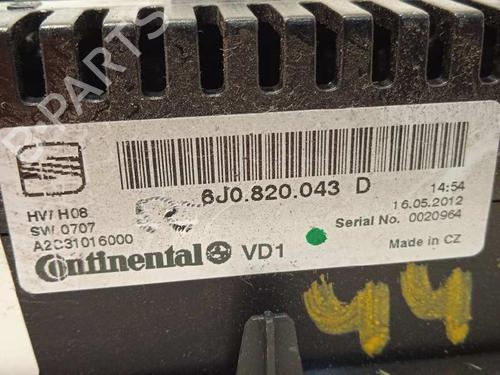 B-PARTS
6J0.820.043 D
HW H08
SW 0707
A2C31016000
Continental VD1
14:54
16.05.2012
Serial No. 0020964
Made in CZ
44